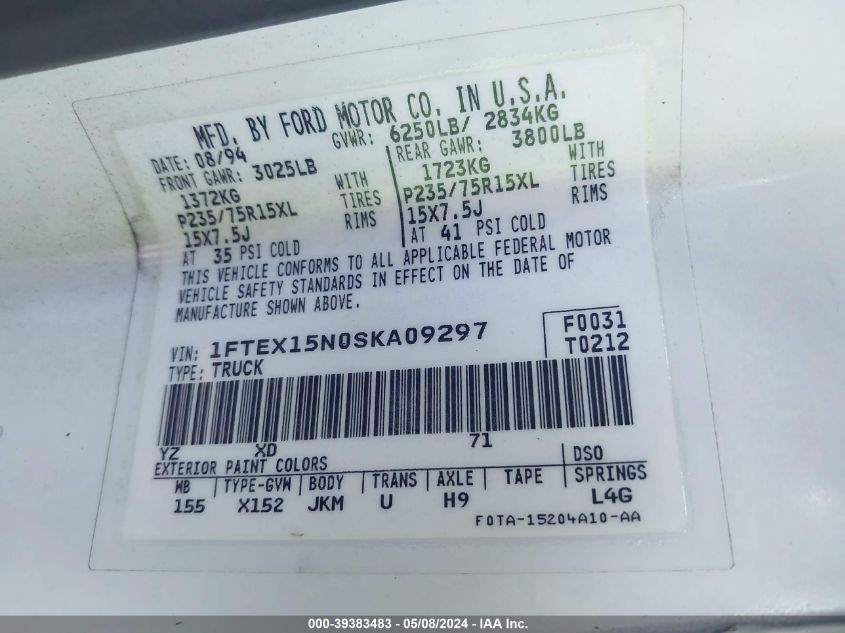 MFD. BY FORD MOTOR CO. IN U.S.A.
DATE: 08/94 GVWR: 6250LB/ 2834KG
FRONT GAWR: 3025LB REAR GAWR: 3800LB
1372KG WITH 1723KG WITH
P235/75R15XL TIRES P235/75R15XL TIRES
15X7.5J RIMS 15X7.5J RIMS
AT 35 PSI COLD AT 41 PSI COLD
THIS VEHICLE CONFORMS TO ALL APPLICABLE FEDERAL MOTOR
VEHICLE SAFETY STANDARDS IN EFFECT ON THE DATE OF
MANUFACTURE SHOWN ABOVE.
VIN: 1FTEX15N0SKA09297 F0031
TYPE: TRUCK T0212
YZ XD 71
EXTERIOR PAINT COLORS DSO
WB TYPE-GVW BODY TRANS AXLE TAPE SPRINGS
155 X152 JKM U H9 L4G
F0TA-15204A10-AA
000-39383483 - 05/08/2024 - IAA Inc.